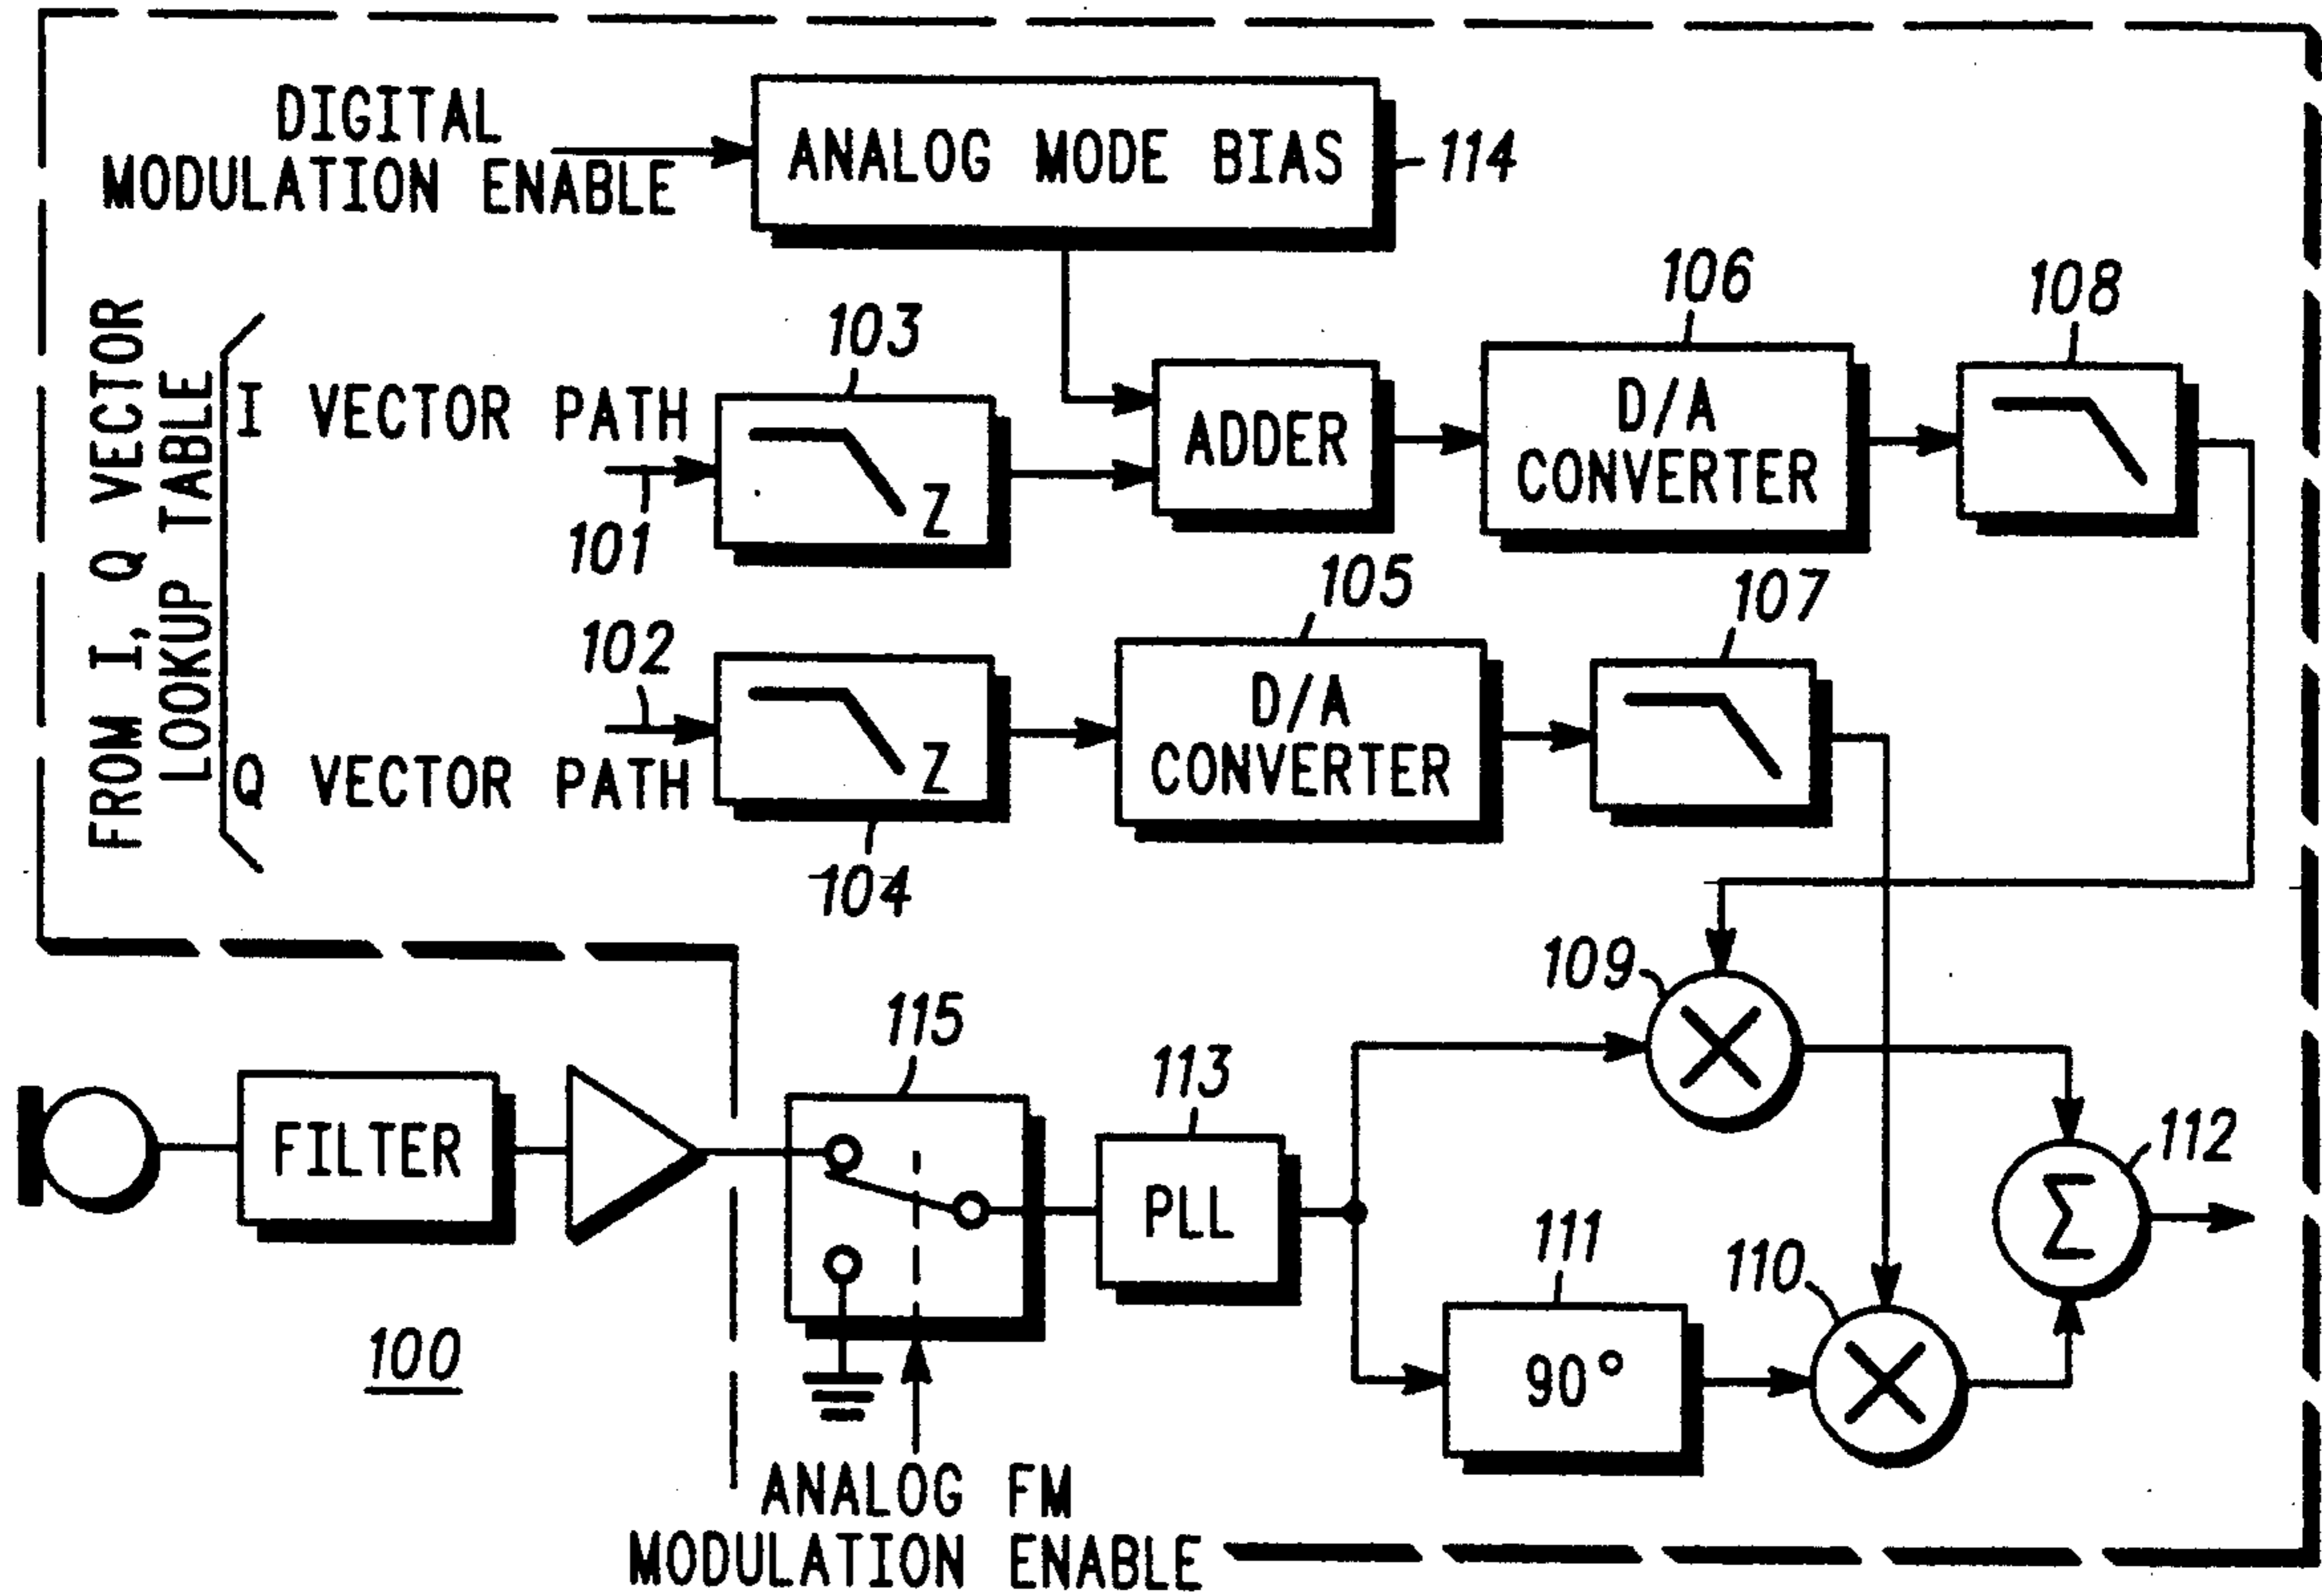 DIGITAL
MODULATION ENABLE
ANALOG MODE BIAS
114
FROM I, Q VECTOR
LOOKUP TABLE
I VECTOR PATH
101
103
Z
ADDER
106
D/A
CONVERTER
108
102
Q VECTOR PATH
Z
104
105
D/A
CONVERTER
107
109
115
113
FILTER
PLL
112
Σ
111
90°
110
100
ANALOG FM
MODULATION ENABLE